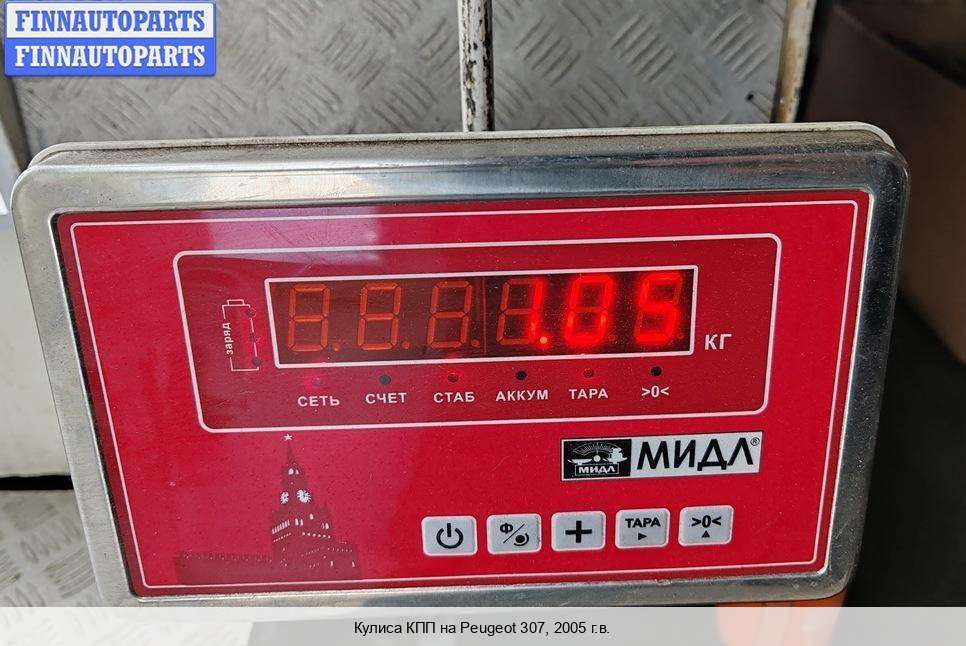 FINNAUTOPARTS
FINNAUTOPARTS
заряд
1.05
КГ
СЕТЬ СЧЕТ СТАБ АККУМ ТАРА >0<
МИДЛ
МИДЛ®
Ф ТАРА >0<
Кулиса КПП на Peugeot 307, 2005 г.в.